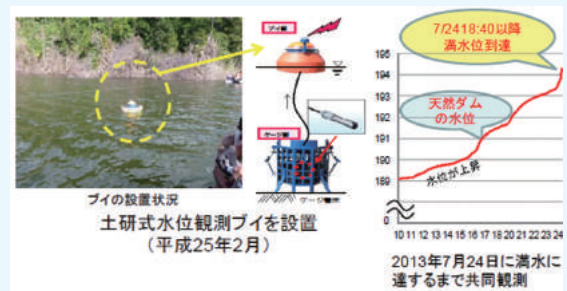 ブイ部
ケージ部
ブイの設置状況
土研式水位観測ブイを設置
(平成25年2月)
7/2418:40以降
満水位到達
天然ダム
の水位
水位が上昇
195
194
193
192
191
190
189
0
10 11 12 13 14 15 16 17 18 19 20 21 22 23 24
2013年7月24日に満水に
達するまで共同観測